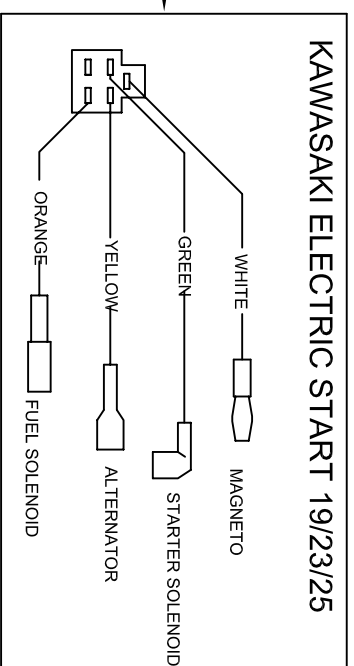 KAWASAKI ELECTRIC START 19/23/25
WHITE
MAGNETO
GREEN
STARTER SOLENOID
YELLOW
ALTERNATOR
ORANGE
FUEL SOLENOID